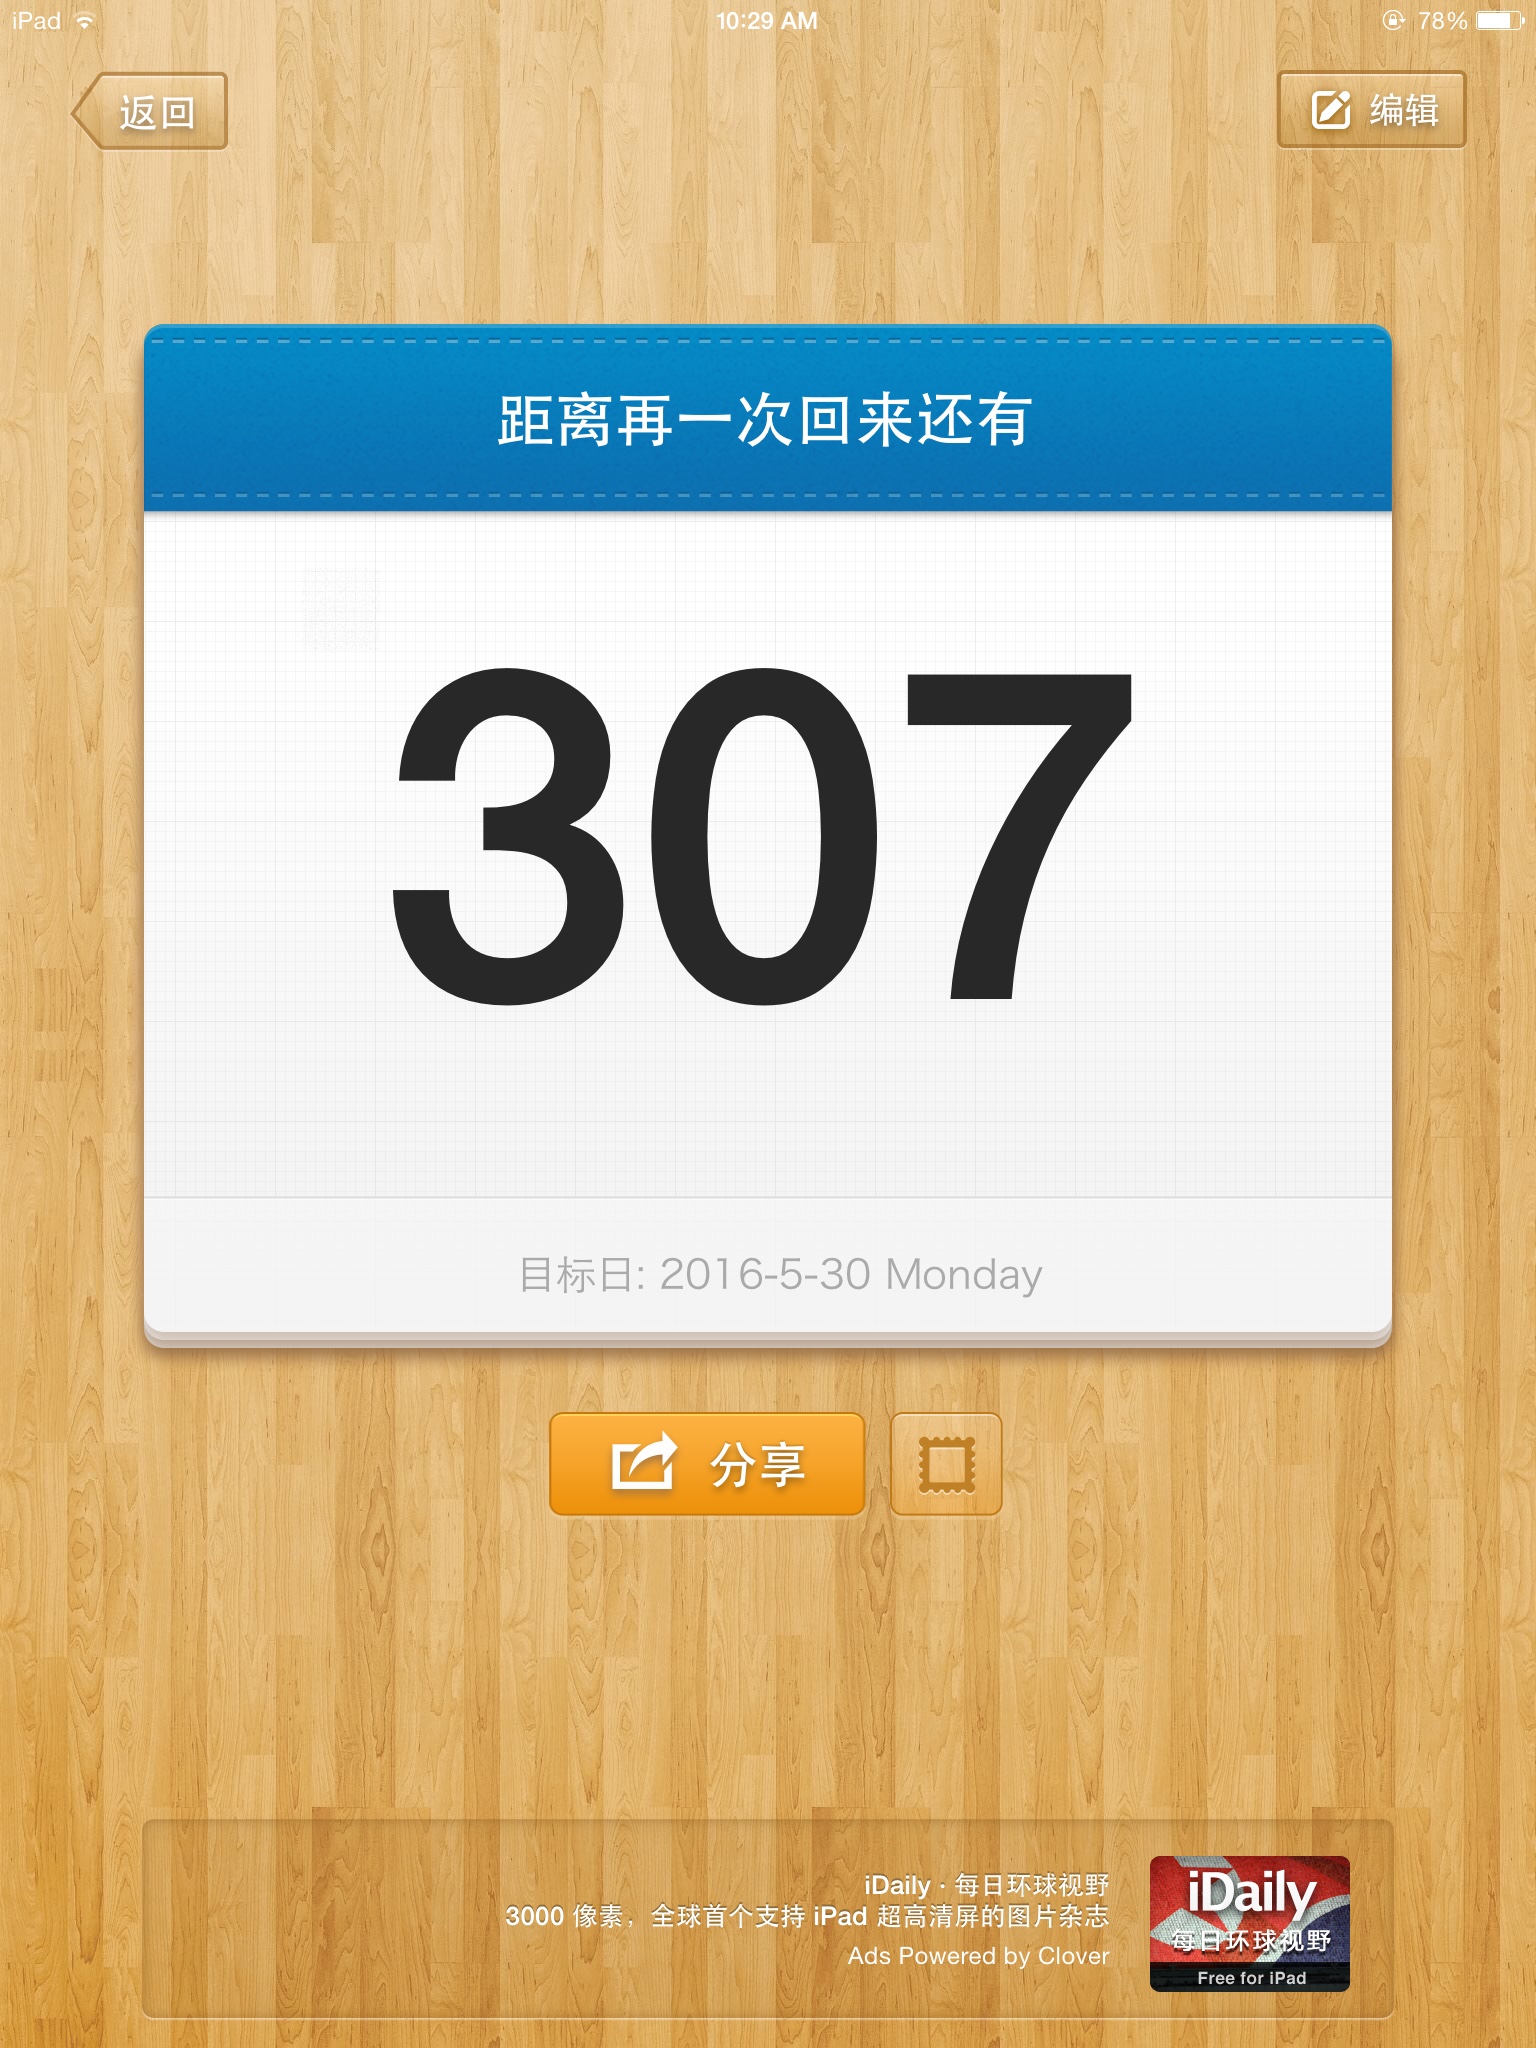 iPad
10:29 AM
78%
返回
编辑
距离再一次回来还有
307
目标日: 2016-5-30 Monday
分享
iDaily · 每日环球视野
3000 像素，全球首个支持 iPad 超高清屏的图片杂志
Ads Powered by Clover
iDaily
每日环球视野
Free for iPad